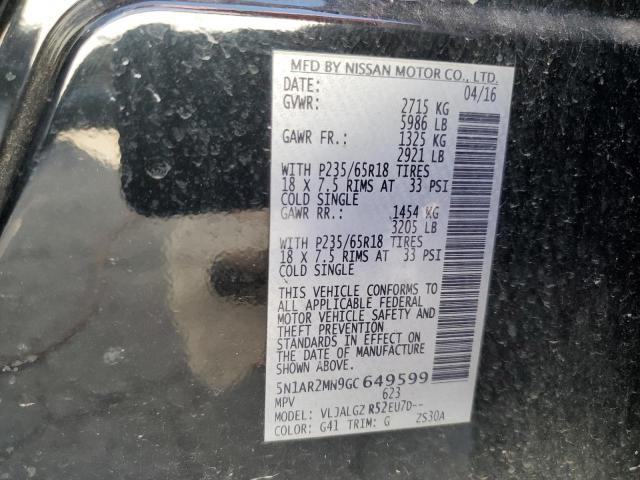 MFD BY NISSAN MOTOR CO., LTD.
DATE: 04/16
GVWR: 2715 KG
5986 LB
GAWR FR.: 1325 KG
2921 LB
WITH P235/65R18 TIRES
18 X 7.5 RIMS AT 33 PSI
COLD SINGLE
GAWR RR.: 1454 KG
3205 LB
WITH P235/65R18 TIRES
18 X 7.5 RIMS AT 33 PSI
COLD SINGLE
THIS VEHICLE CONFORMS TO
ALL APPLICABLE FEDERAL
MOTOR VEHICLE SAFETY AND
THEFT PREVENTION
STANDARDS IN EFFECT ON
THE DATE OF MANUFACTURE
SHOWN ABOVE.
5N1AR2MN9GC649599
MPV 623
MODEL: VLJALGZ R52EU7D--
COLOR: G41 TRIM: G ZS30A